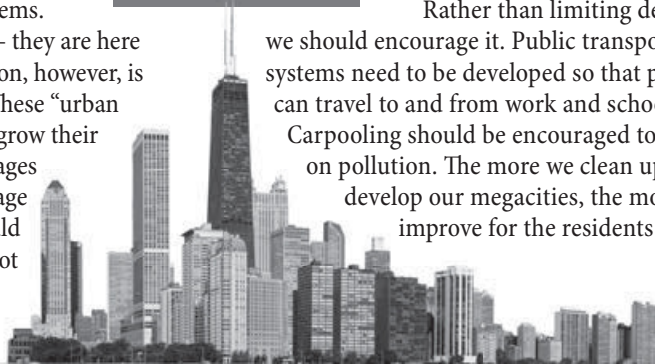 ems.
– they are here
on, however, is
hese “urban
grow their
ages
age
ld
ot
Rather than limiting de
we should encourage it. Public transpo
systems need to be developed so that p
can travel to and from work and schoo
Carpooling should be encouraged to
on pollution. The more we clean up
develop our megacities, the mo
improve for the residents